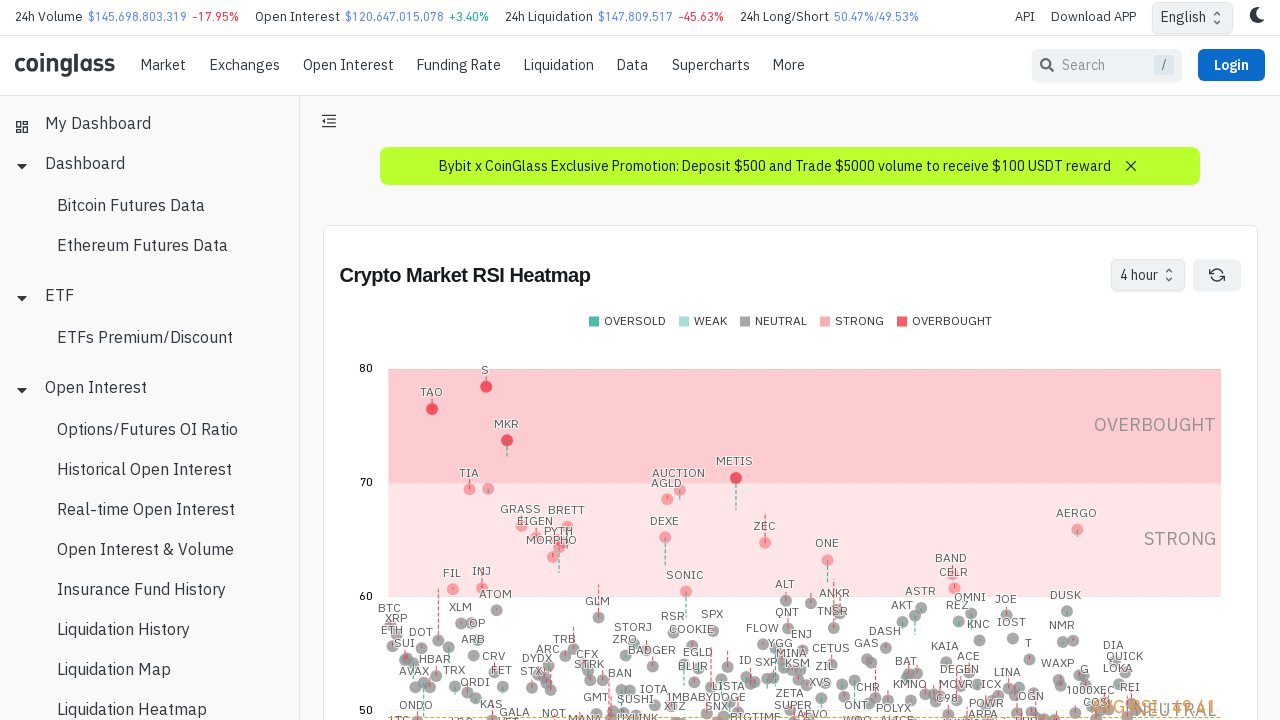 24h Volume $145,698,803,319 -17.95% Open Interest $120,647,015,078 +3.40% 24h Liquidation $147,809,517 -45.63% 24h Long/Short 50.47%/49.53% API Download APP English
coinglass Market Exchanges Open Interest Funding Rate Liquidation Data Supercharts More Search / Login
My Dashboard
Dashboard
Bitcoin Futures Data
Ethereum Futures Data
ETF
ETFs Premium/Discount
Open Interest
Options/Futures OI Ratio
Historical Open Interest
Real-time Open Interest
Open Interest & Volume
Insurance Fund History
Liquidation History
Liquidation Map
Liquidation Heatmap
Bybit x CoinGlass Exclusive Promotion: Deposit $500 and Trade $5000 volume to receive $100 USDT reward
Crypto Market RSI Heatmap 4 hour
OVERSOLD WEAK NEUTRAL STRONG OVERBOUGHT
80
S
TAO
MKR
OVERBOUGHT
METIS
TIA AUCTION
70 AGLD
GRASS BRETT
EIGEN DEXE AERGO
PYTH ZEC
MORPHO ONE STRONG
BAND
FIL INJ SONIC CELR
ALT
60 ATOM GLM ANKR ASTR OMNI JOE DUSK
BTC XLM AKT REZ
XRP SPX QNT TNSR
ETH DOT OP STORJ COOKIE FLOW ENJ DASH KNC IOST NMR
SUI ARB TRB ZRO YGG GAS T DIA
HBAR CRV ARC CFX BADGER EGLD MINA CETUS KAIA ACE QUICK
DYDX STRK BLUR ID SXP KSM ZIL BAT WAXP
AVAX TRX FET STX BAN DEGEN LINA G LOKA
ORDI IOTA LISTA XVS CHR KMNO MOVR ICX 1000XEC REI
ONDO KAS GMT SUSHI XTZ 1MBABYDOGE ZETA ONT C98 POWR OGN COS
GALA NOT SNX SUPER POLYX
50 MANA BIGTIME AEVO ARPA NEUTRAL